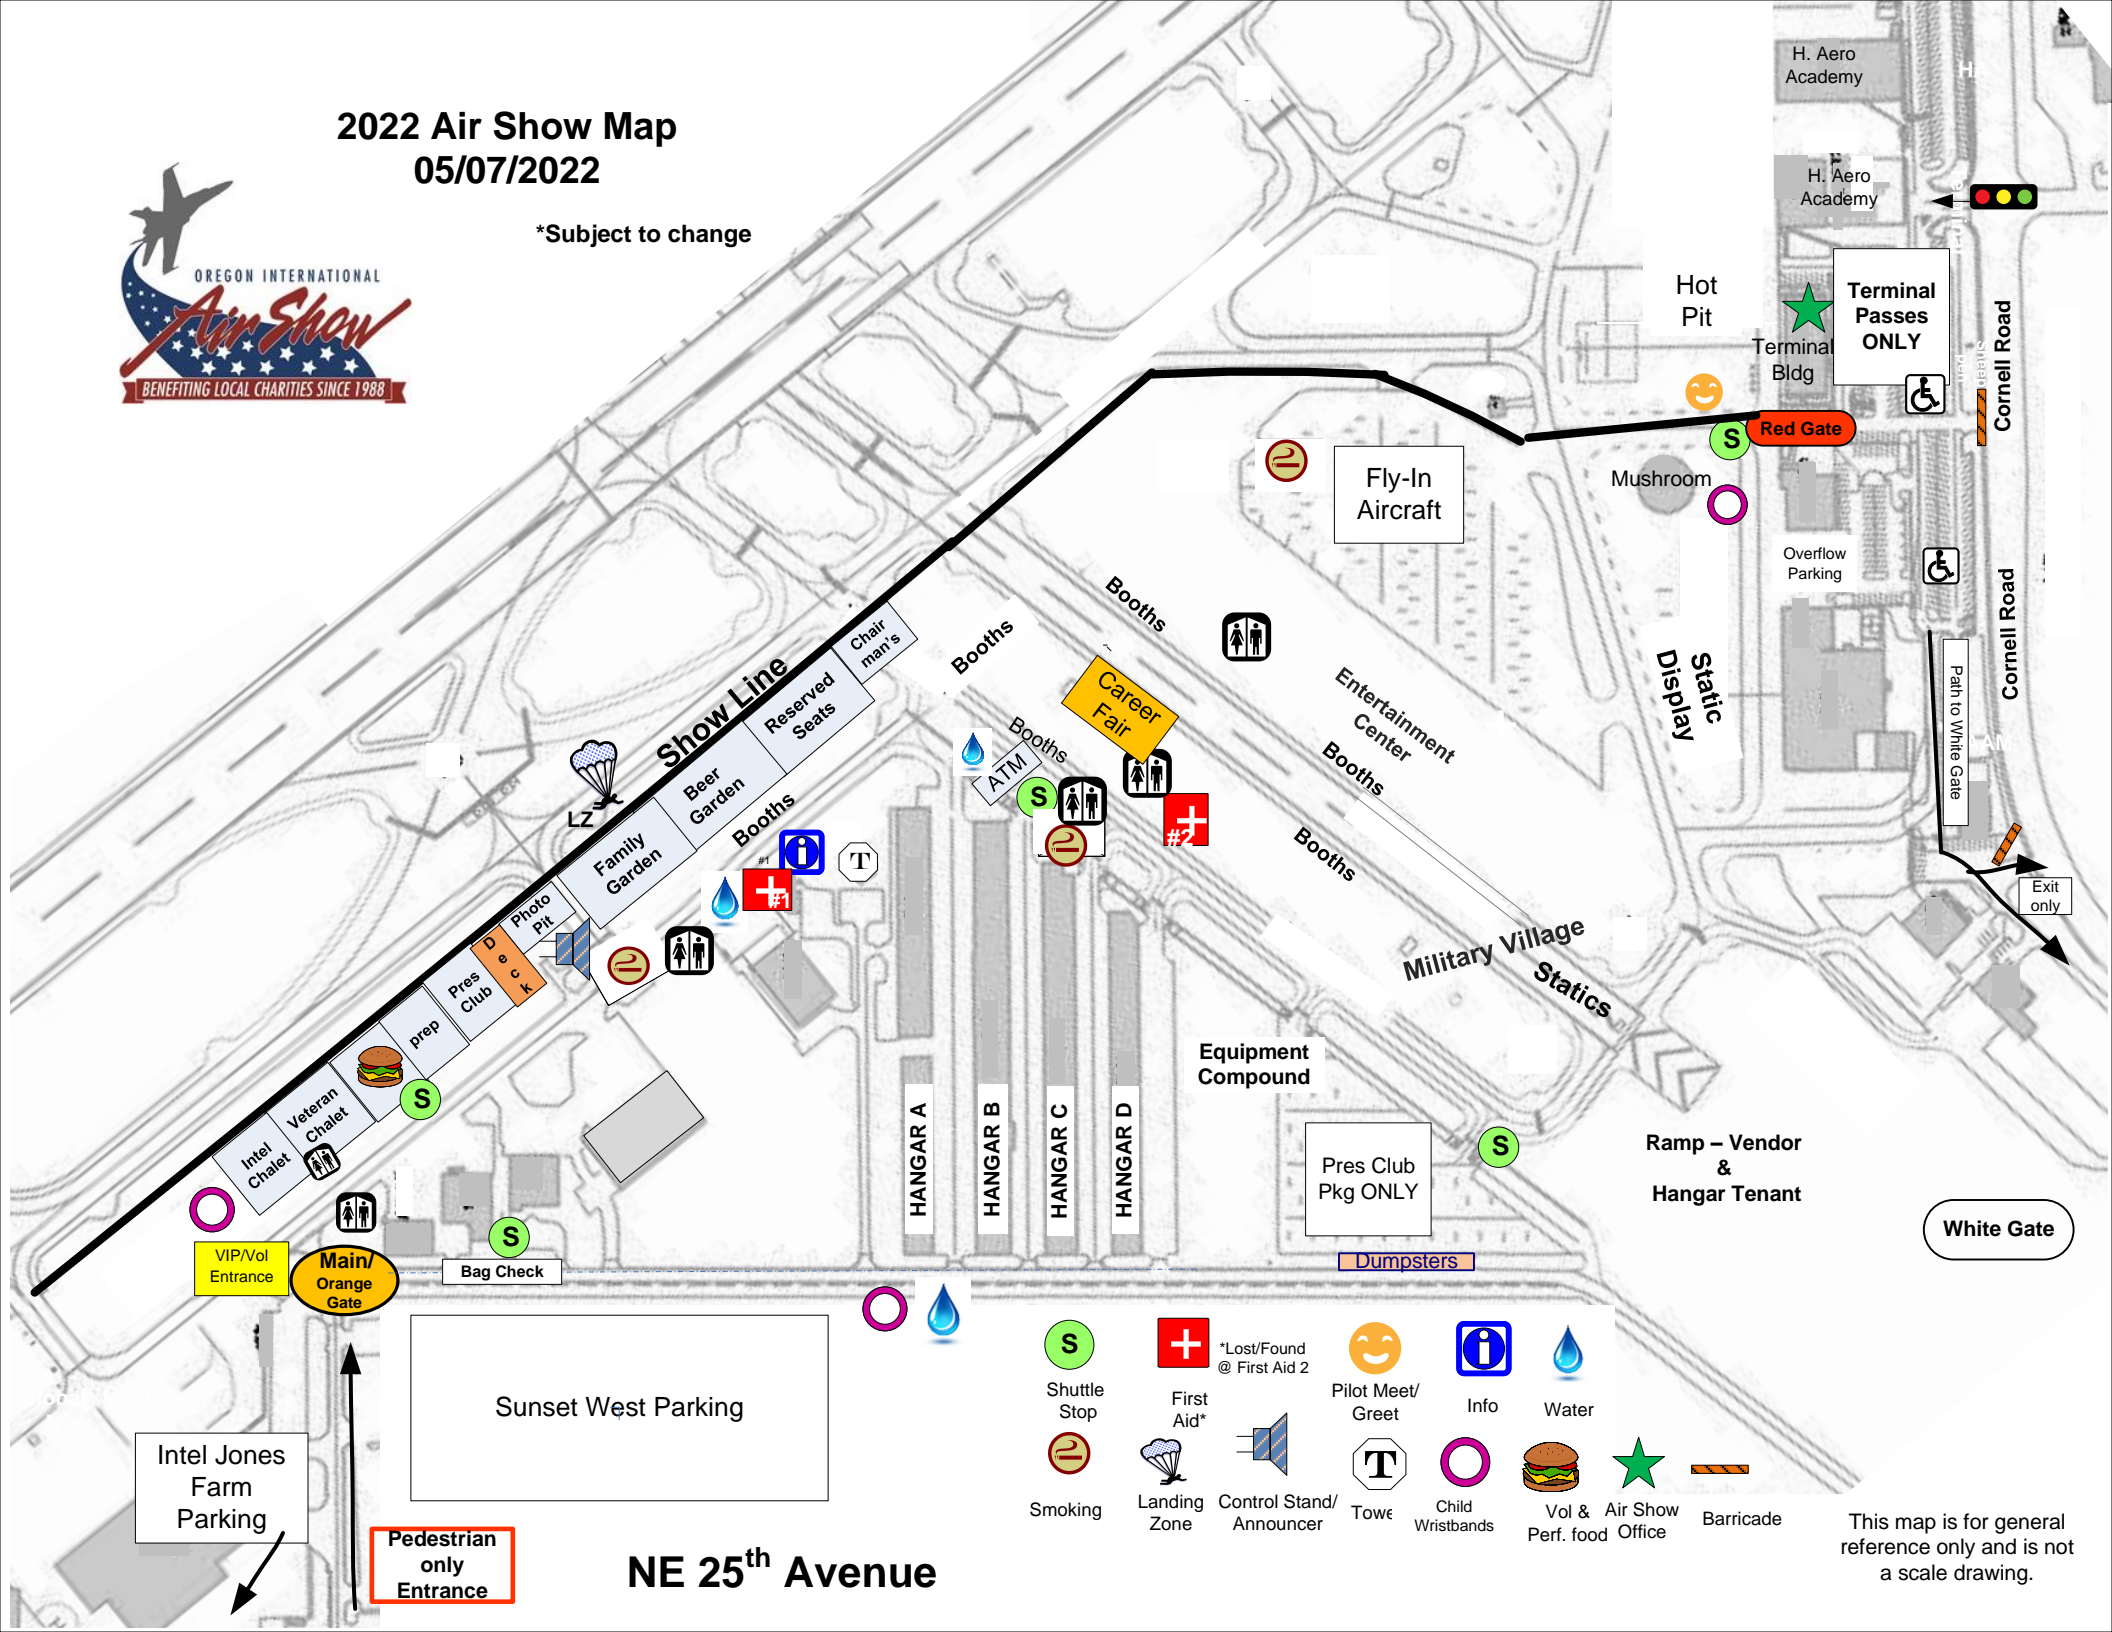 2022 Air Show Map
05/07/2022
*Subject to change
OREGON INTERNATIONAL
Air Show
BENEFITING LOCAL CHARITIES SINCE 1988
H. Aero
Academy
H. Aero
Academy
Hot
Pit
Terminal
Bldg
Terminal
Passes
ONLY
Cornell Road
Red Gate
S
Mushroom
Overflow
Parking
Cornell Road
Path to White Gate
Exit
only
Fly-In
Aircraft
Static
Display
Booths
Booths
Career
Fair
Entertainment
Center
Booths
Booths
Booths
ATM
S
#2
Show Line
Chair
man's
Reserved
Seats
Beer
Garden
Family
Garden
Booths
LZ
#1
#1
T
Photo
Pit
Deck
Pres
Club
prep
S
Veteran
Chalet
Intel
Chalet
Military Village
Statics
Equipment
Compound
HANGAR A
HANGAR B
HANGAR C
HANGAR D
Pres Club
Pkg ONLY
S
Dumpsters
Ramp – Vendor
&
Hangar Tenant
White Gate
VIP/Vol
Entrance
Main/
Orange
Gate
S
Bag Check
Sunset West Parking
Intel Jones
Farm
Parking
Pedestrian
only
Entrance
NE 25th Avenue
S
Shuttle
Stop
First
Aid*
*Lost/Found
@ First Aid 2
Pilot Meet/
Greet
Info
Water
Smoking
Landing
Zone
Control Stand/
Announcer
T
Towe
Child
Wristbands
Vol &
Perf. food
Air Show
Office
Barricade
This map is for general
reference only and is not
a scale drawing.